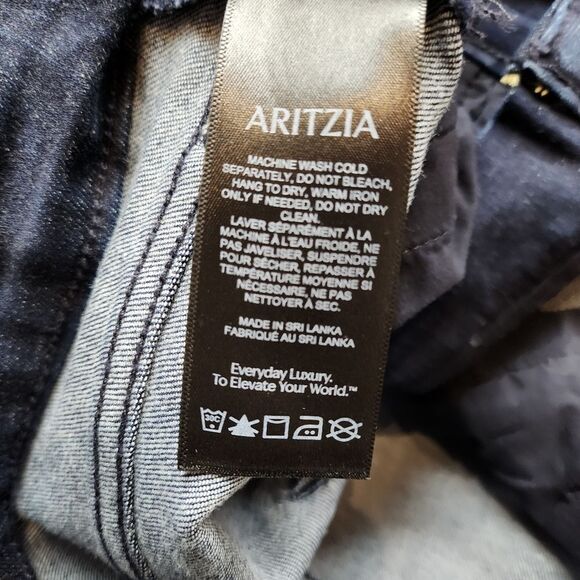 ARITZIA
MACHINE WASH COLD
SEPARATELY, DO NOT BLEACH,
HANG TO DRY, WARM IRON
ONLY IF NEEDED, DO NOT DRY
CLEAN.
LAVER SÉPARÉMENT À LA
MACHINE À L'EAU FROIDE, NE
PAS JAVELISER, SUSPENDRE
POUR SÉCHER, REPASSER À
TEMPÉRATURE MOYENNE SI
NÉCESSAIRE, NE PAS
NETTOYER À SEC.
MADE IN SRI LANKA
FABRIQUÉ AU SRI LANKA
Everyday Luxury.
To Elevate Your World.™
30C